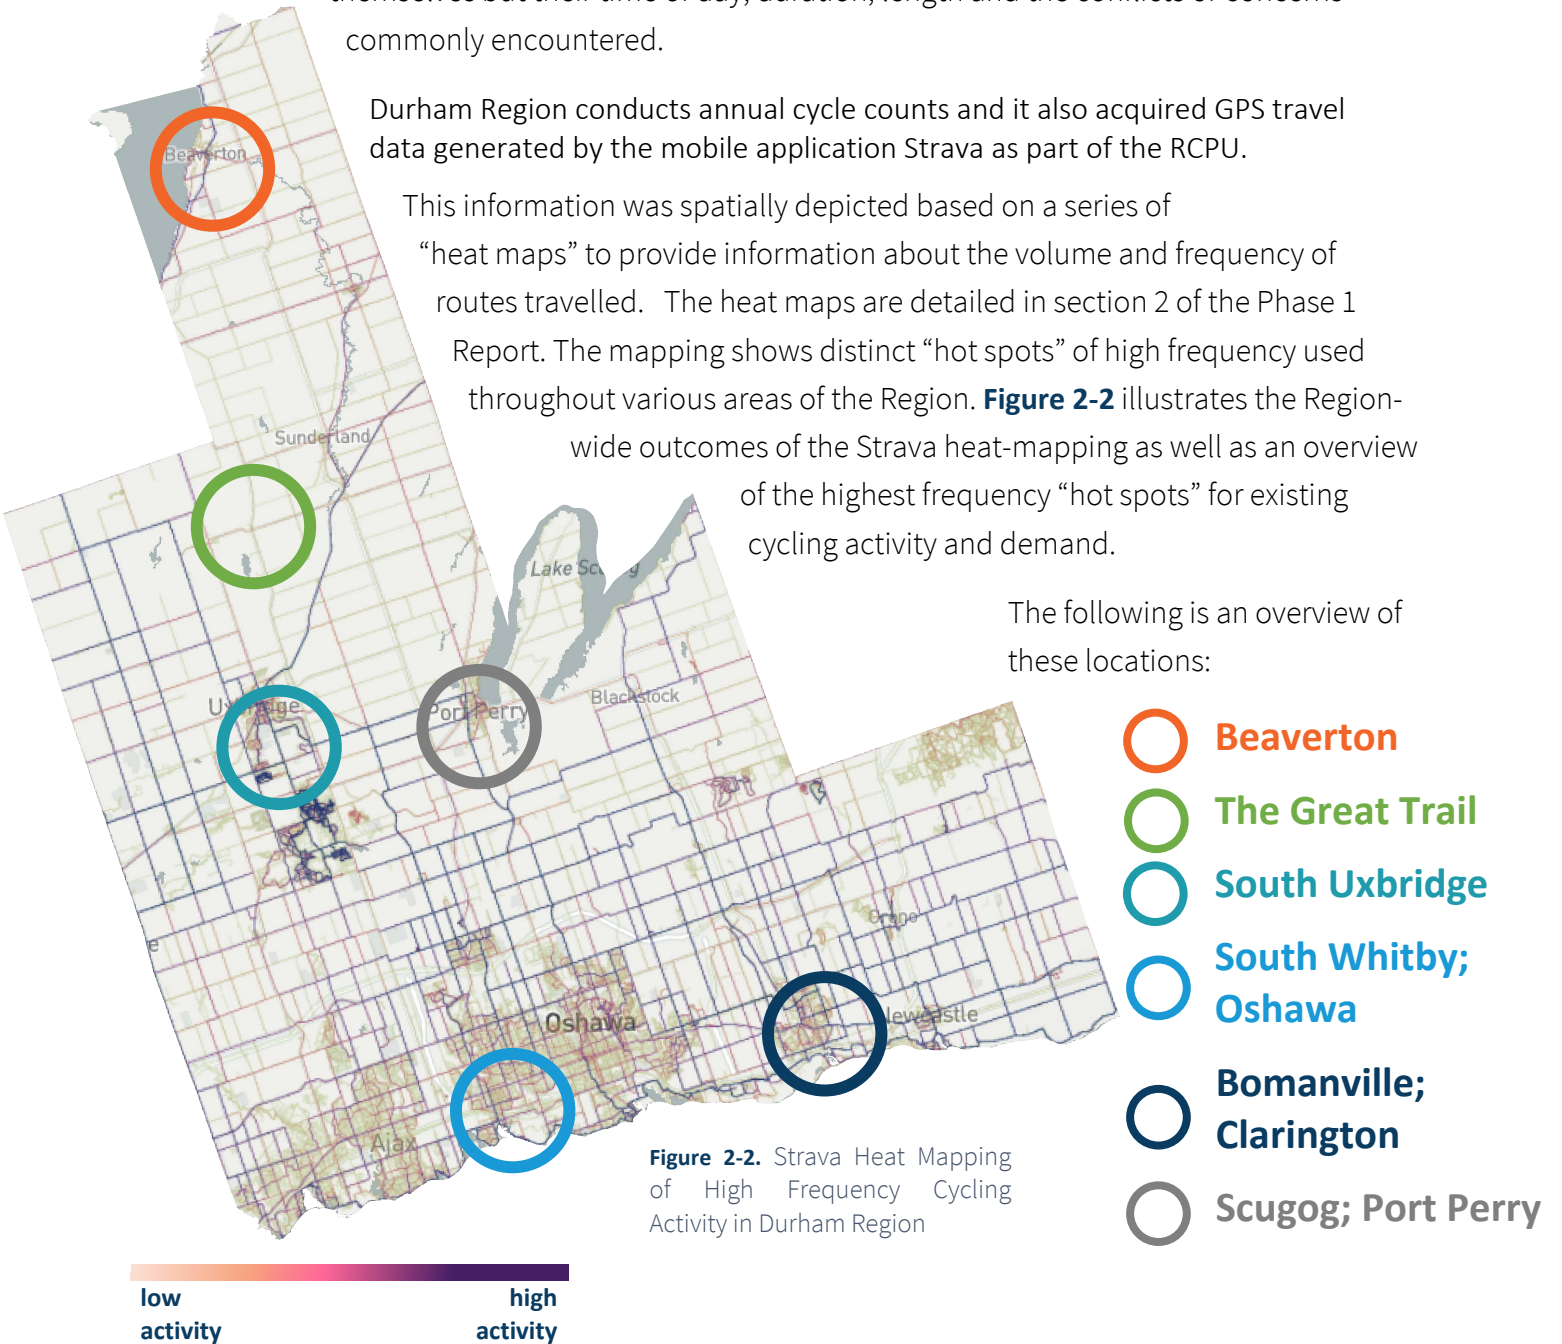 commonly encountered.
Durham Region conducts annual cycle counts and it also acquired GPS travel
data generated by the mobile application Strava as part of the RCPU.
This information was spatially depicted based on a series of
“heat maps” to provide information about the volume and frequency of
routes travelled. The heat maps are detailed in section 2 of the Phase 1
Report. The mapping shows distinct “hot spots” of high frequency used
throughout various areas of the Region. Figure 2-2 illustrates the Region-
wide outcomes of the Strava heat-mapping as well as an overview
of the highest frequency “hot spots” for existing
cycling activity and demand.
The following is an overview of
these locations:
Beaverton
The Great Trail
South Uxbridge
South Whitby;
Oshawa
Bomanville;
Clarington
Scugog; Port Perry
Beaverton
Sunderland
Lake
Uxbridge
Port Perry
Blackstock
Orono
Oshawa
Newcastle
Ajax
Figure 2-2. Strava Heat Mapping
of High Frequency Cycling
Activity in Durham Region
low
activity
high
activity